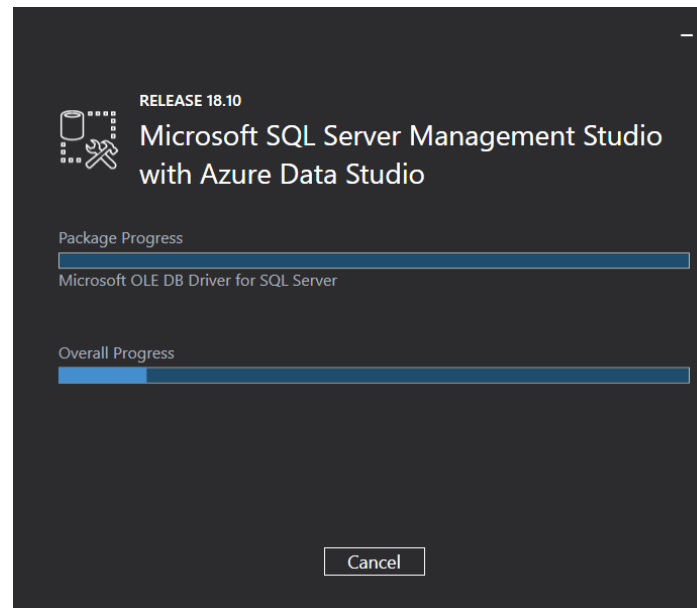 RELEASE 18.10
Microsoft SQL Server Management Studio
with Azure Data Studio
Package Progress
Microsoft OLE DB Driver for SQL Server
Overall Progress
Cancel